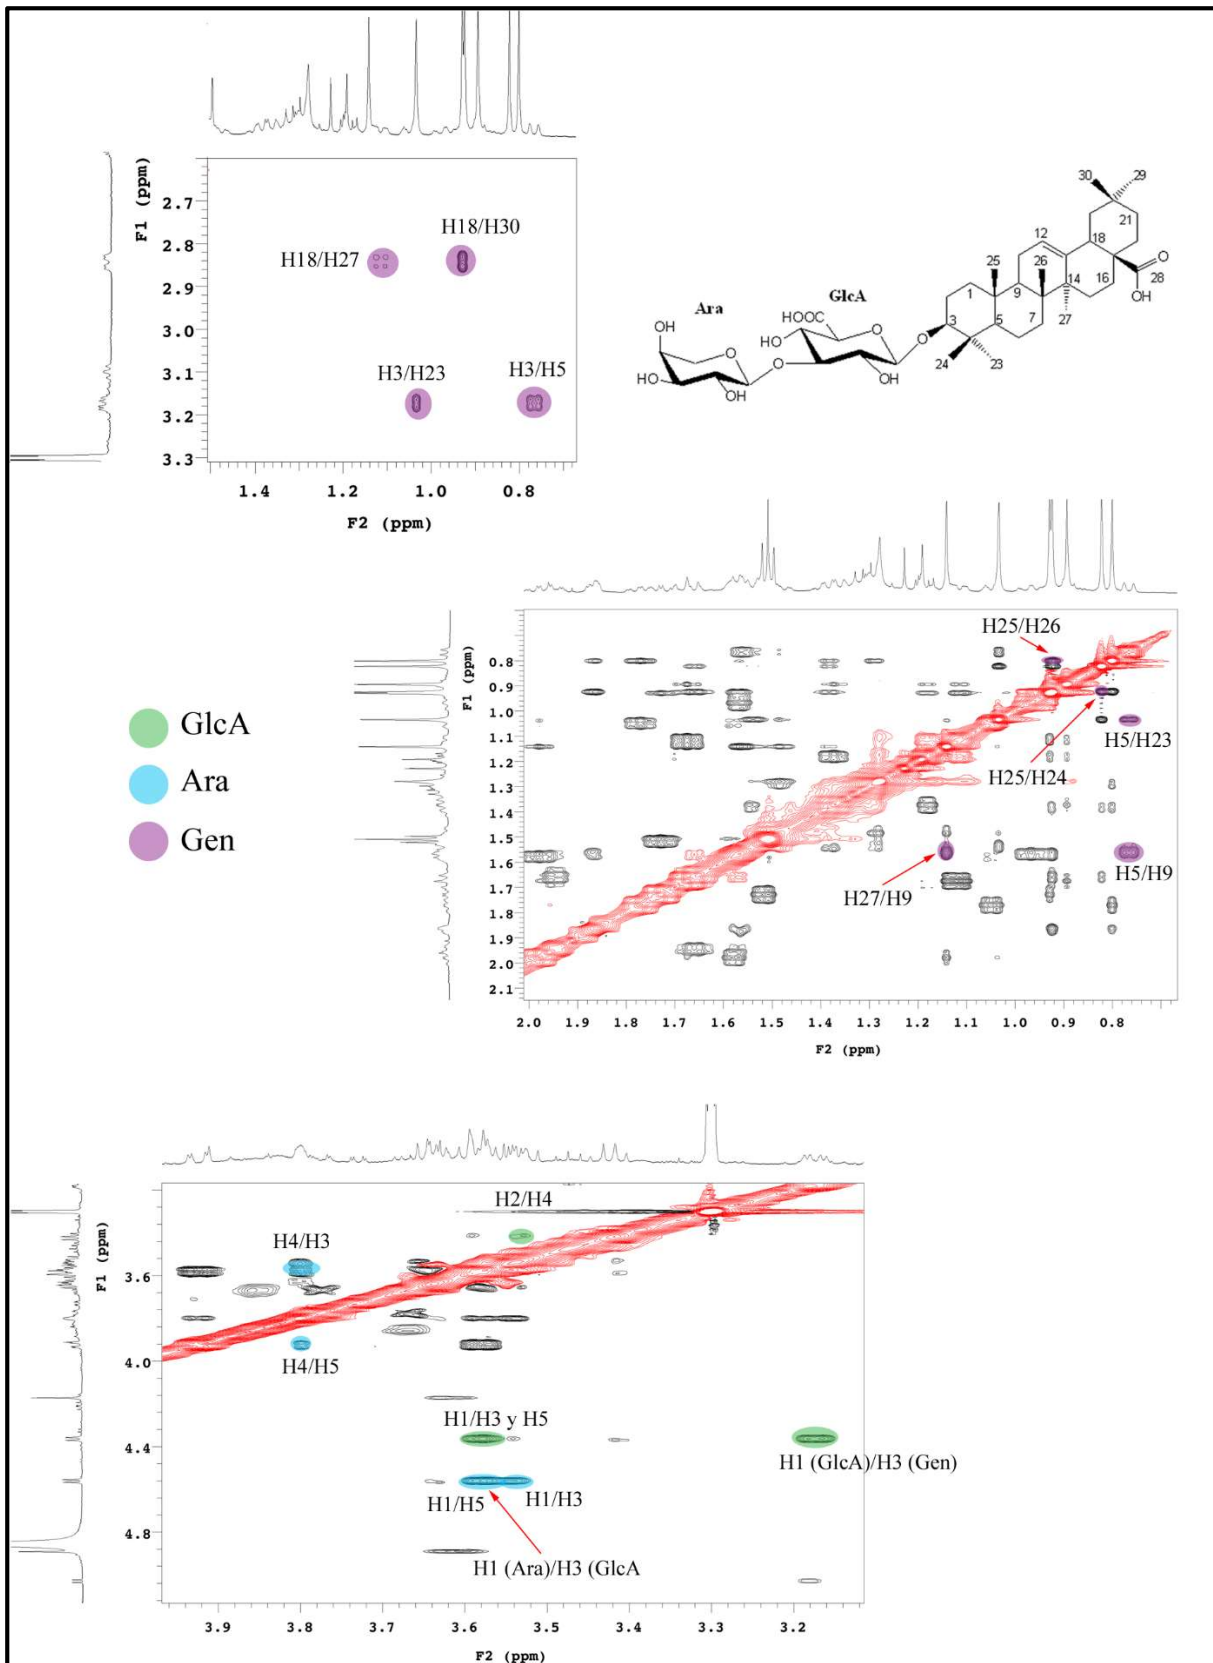 F1 (ppm)
2.7
2.8
2.9
3.0
3.1
3.2
3.3
H18/H30
H18/H27
H3/H23
H3/H5
1.4 1.2 1.0 0.8
F2 (ppm)
30 29
21
12
18
25 26
16
O
28
1 9 14
OH
GlcA
27
Ara
HOOC
3 5 7
OH
HO
O
O
O
O
24 23
HO
O
OH
OH
GlcA
Ara
Gen
F1 (ppm)
0.8
0.9
1.0
1.1
1.2
1.3
1.4
1.5
1.6
1.7
1.8
1.9
2.0
2.1
H25/H26
H5/H23
H25/H24
H27/H9
H5/H9
2.0 1.9 1.8 1.7 1.6 1.5 1.4 1.3 1.2 1.1 1.0 0.9 0.8
F2 (ppm)
F1 (ppm)
3.6
4.0
4.4
4.8
H2/H4
H4/H3
H4/H5
H1/H3 y H5
H1 (GlcA)/H3 (Gen)
H1/H5
H1/H3
H1 (Ara)/H3 (GlcA
3.9 3.8 3.7 3.6 3.5 3.4 3.3 3.2
F2 (ppm)